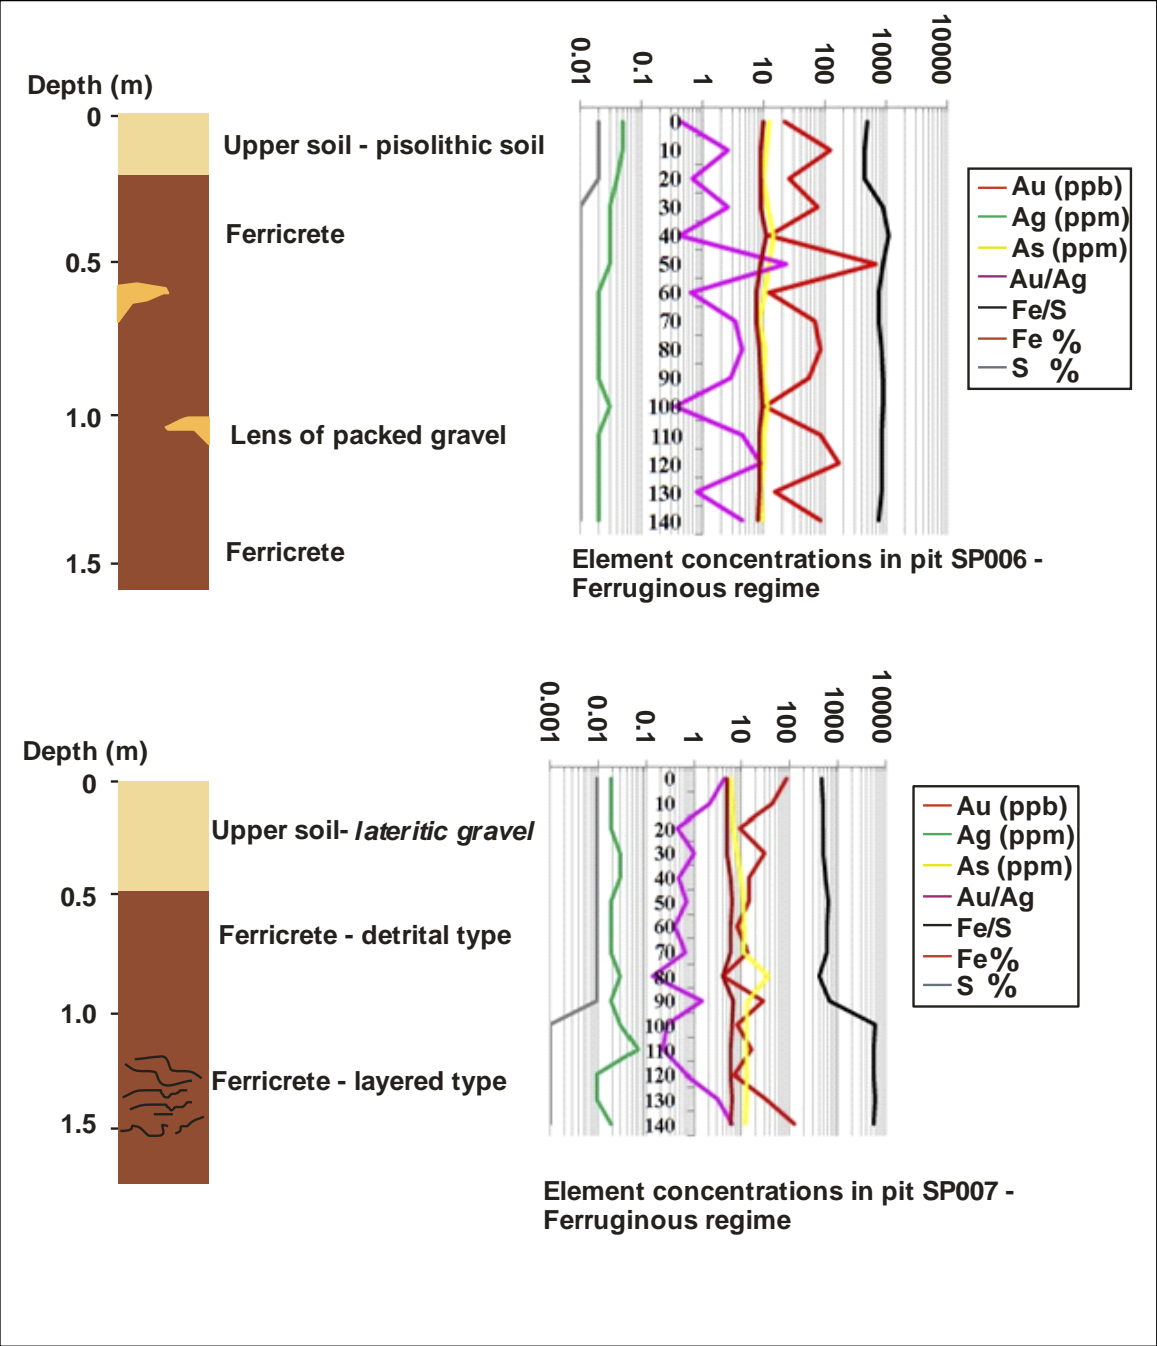 0.01
0.1
1
10
100
1000
10000
Depth (m)
0
0.5
1.0
1.5
Upper soil - pisolithic soil
Ferricrete
Lens of packed gravel
Ferricrete
0
10
20
30
40
50
60
70
80
90
100
110
120
130
140
Au (ppb)
Ag (ppm)
As (ppm)
Au/Ag
Fe/S
Fe %
S %
Element concentrations in pit SP006 -
Ferruginous regime
0.001
0.01
0.1
1
10
100
1000
10000
Depth (m)
0
0.5
1.0
1.5
Upper soil- lateritic gravel
Ferricrete - detrital type
Ferricrete - layered type
0
10
20
30
40
50
60
70
80
90
100
110
120
130
140
Au (ppb)
Ag (ppm)
As (ppm)
Au/Ag
Fe/S
Fe %
S %
Element concentrations in pit SP007 -
Ferruginous regime